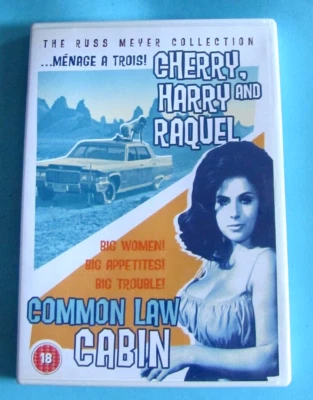 THE RUSS MEYER COLLECTION
...MÉNAGE A TROIS!
CHERRY,
HARRY AND
RAQUEL
BIG WOMEN!
BIG APPETITES!
BIG TROUBLE!
COMMON LAW
CABIN
18